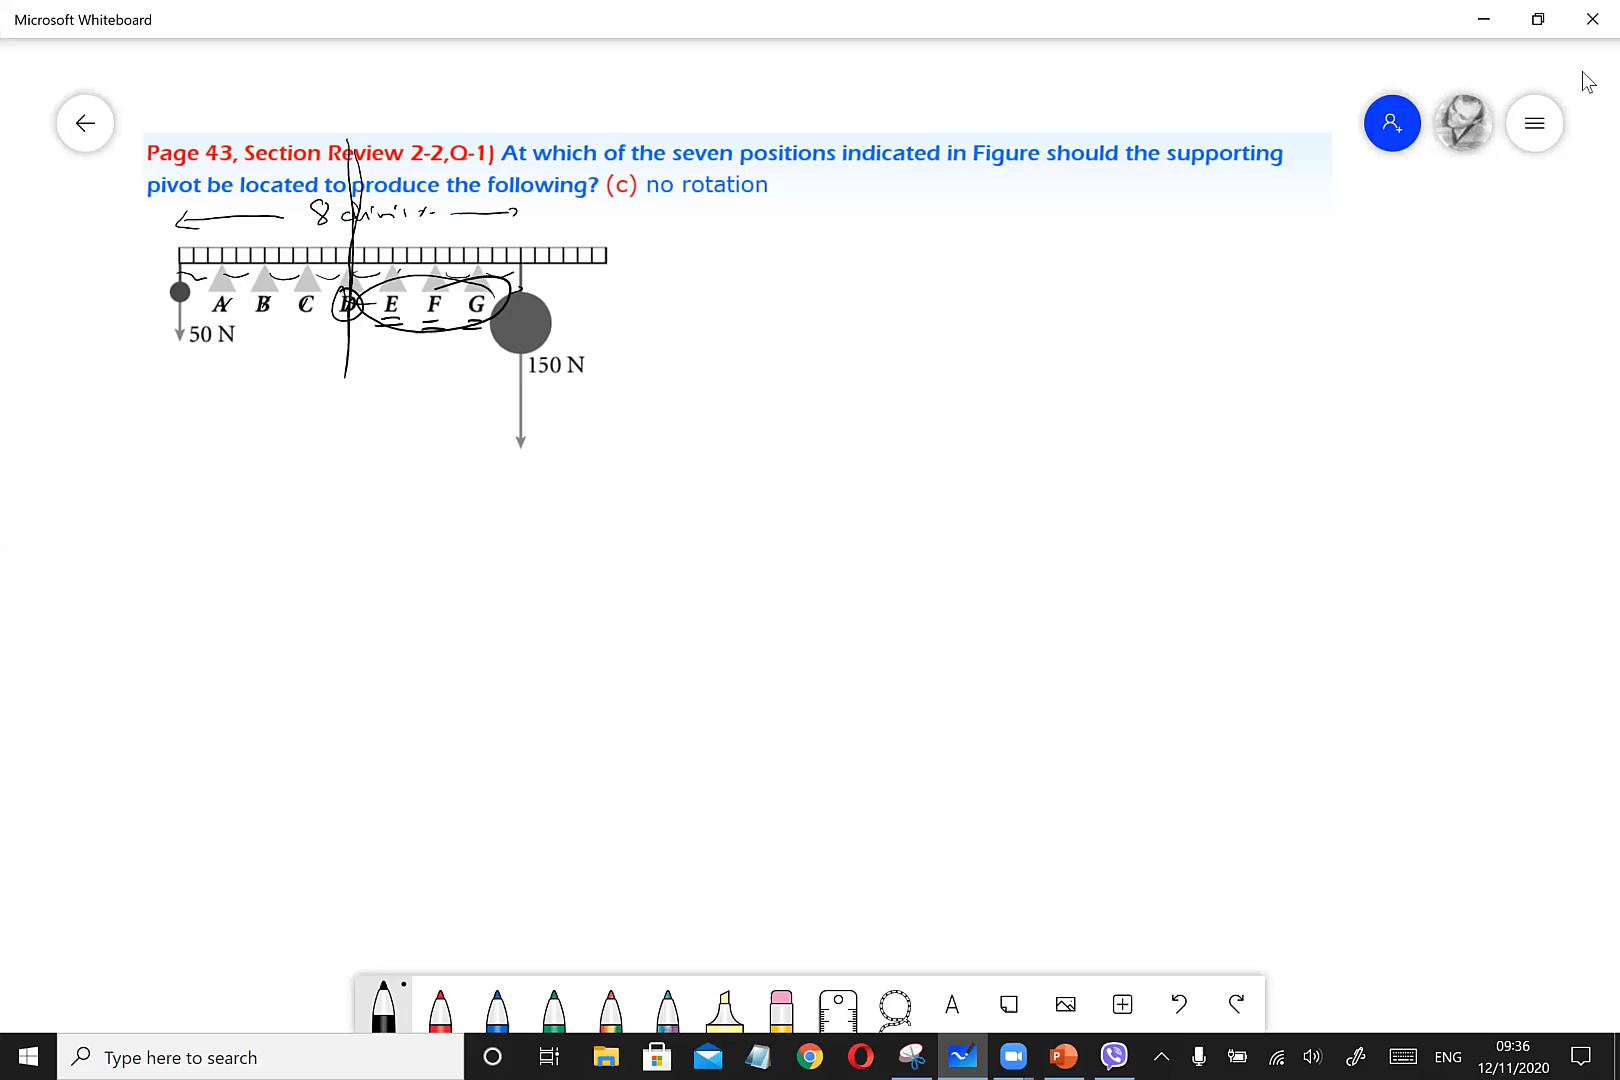 Microsoft Whiteboard
Page 43, Section Review 2-2,Q-1) At which of the seven positions indicated in Figure should the supporting
pivot be located to produce the following? (c) no rotation
8
A B C D E F G
50 N
150 N
A
Type here to search
ENG
09:36
12/11/2020